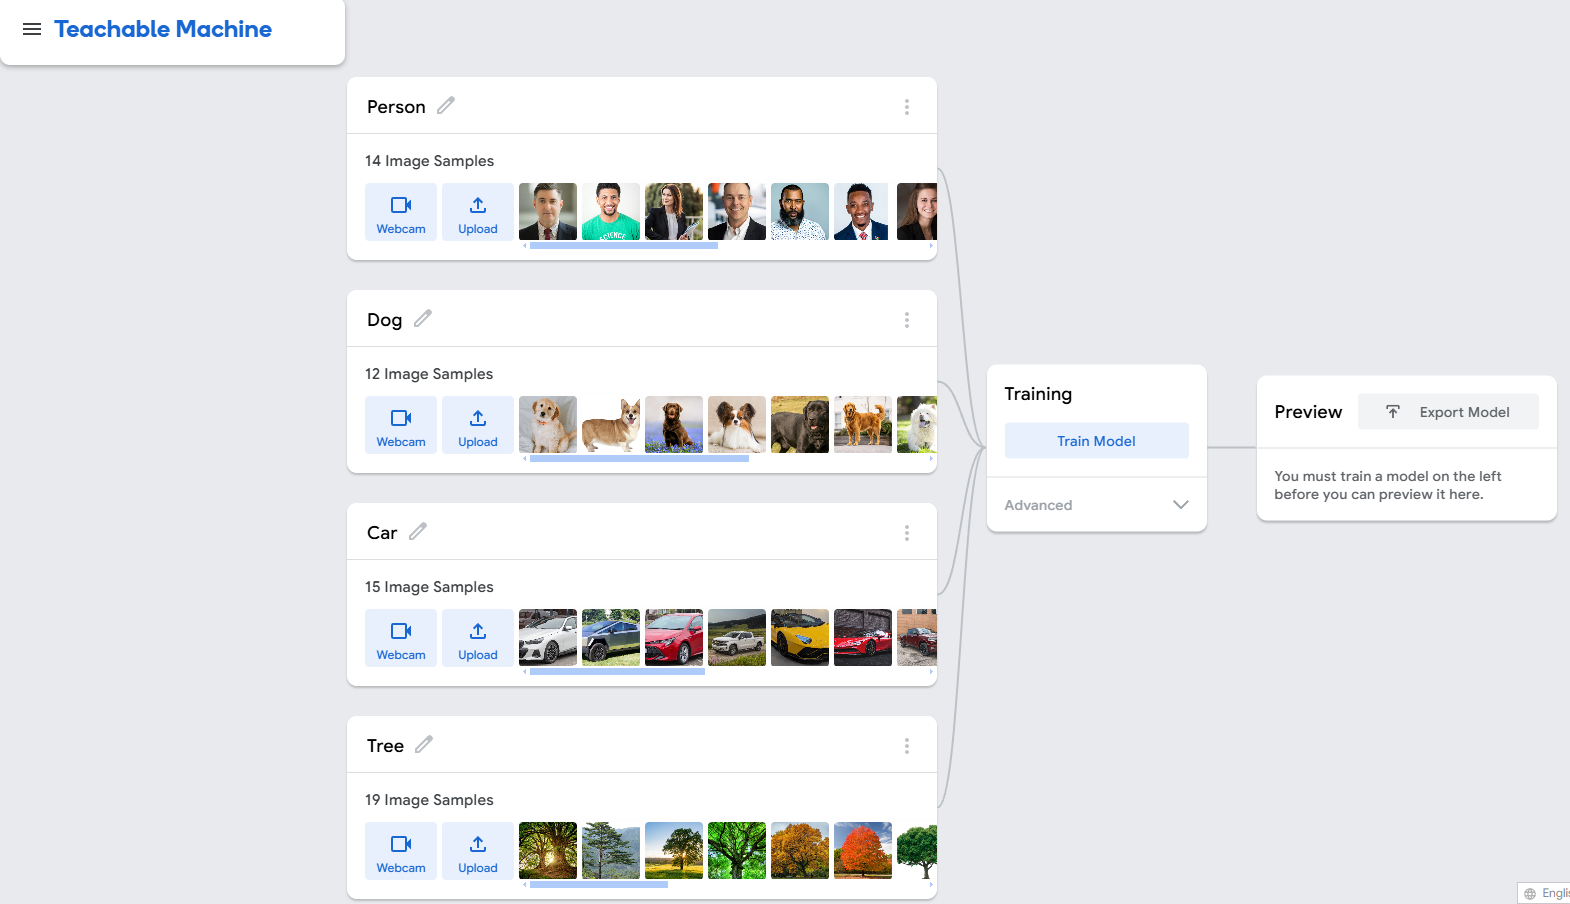 Teachable Machine
Person
14 Image Samples
Webcam
Upload
SCIENCE
Dog
12 Image Samples
Webcam
Upload
Car
15 Image Samples
Webcam
Upload
Tree
19 Image Samples
Webcam
Upload
Training
Train Model
Advanced
Preview
Export Model
You must train a model on the left
before you can preview it here.
Englis